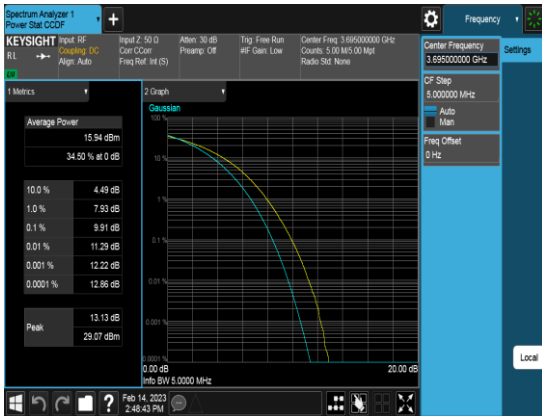 Spectrum Analyzer 1
Power Stat CCDF
Frequency
KEYSIGHT
Input: RF
Coupling: DC
Align: Auto
Input Z: 50 Ω
Corr CCorr
Freq Ref: Int (S)
Atten: 30 dB
Preamp: Off
Trig: Free Run
#IF Gain: Low
Center Freq: 3.695000000 GHz
Counts: 5.00 M/5.00 Mpt
Radio Std: None
R L
LXI
Center Frequency
3.695000000 GHz
Settings
CF Step
5.000000 MHz
Auto
Man
Freq Offset
0 Hz
1 Metrics
Average Power
15.94 dBm
34.50 % at 0 dB
10.0 % 4.49 dB
1.0 % 7.93 dB
0.1 % 9.91 dB
0.01 % 11.29 dB
0.001 % 12.22 dB
0.0001 % 12.86 dB
Peak 13.13 dB
29.07 dBm
2 Graph
Gaussian
100 %
10 %
1 %
0.1 %
0.01 %
0.001 %
0.0001 %
0.00 dB 20.00 dB
Info BW 5.0000 MHz
Local
Feb 14, 2023
2:48:43 PM